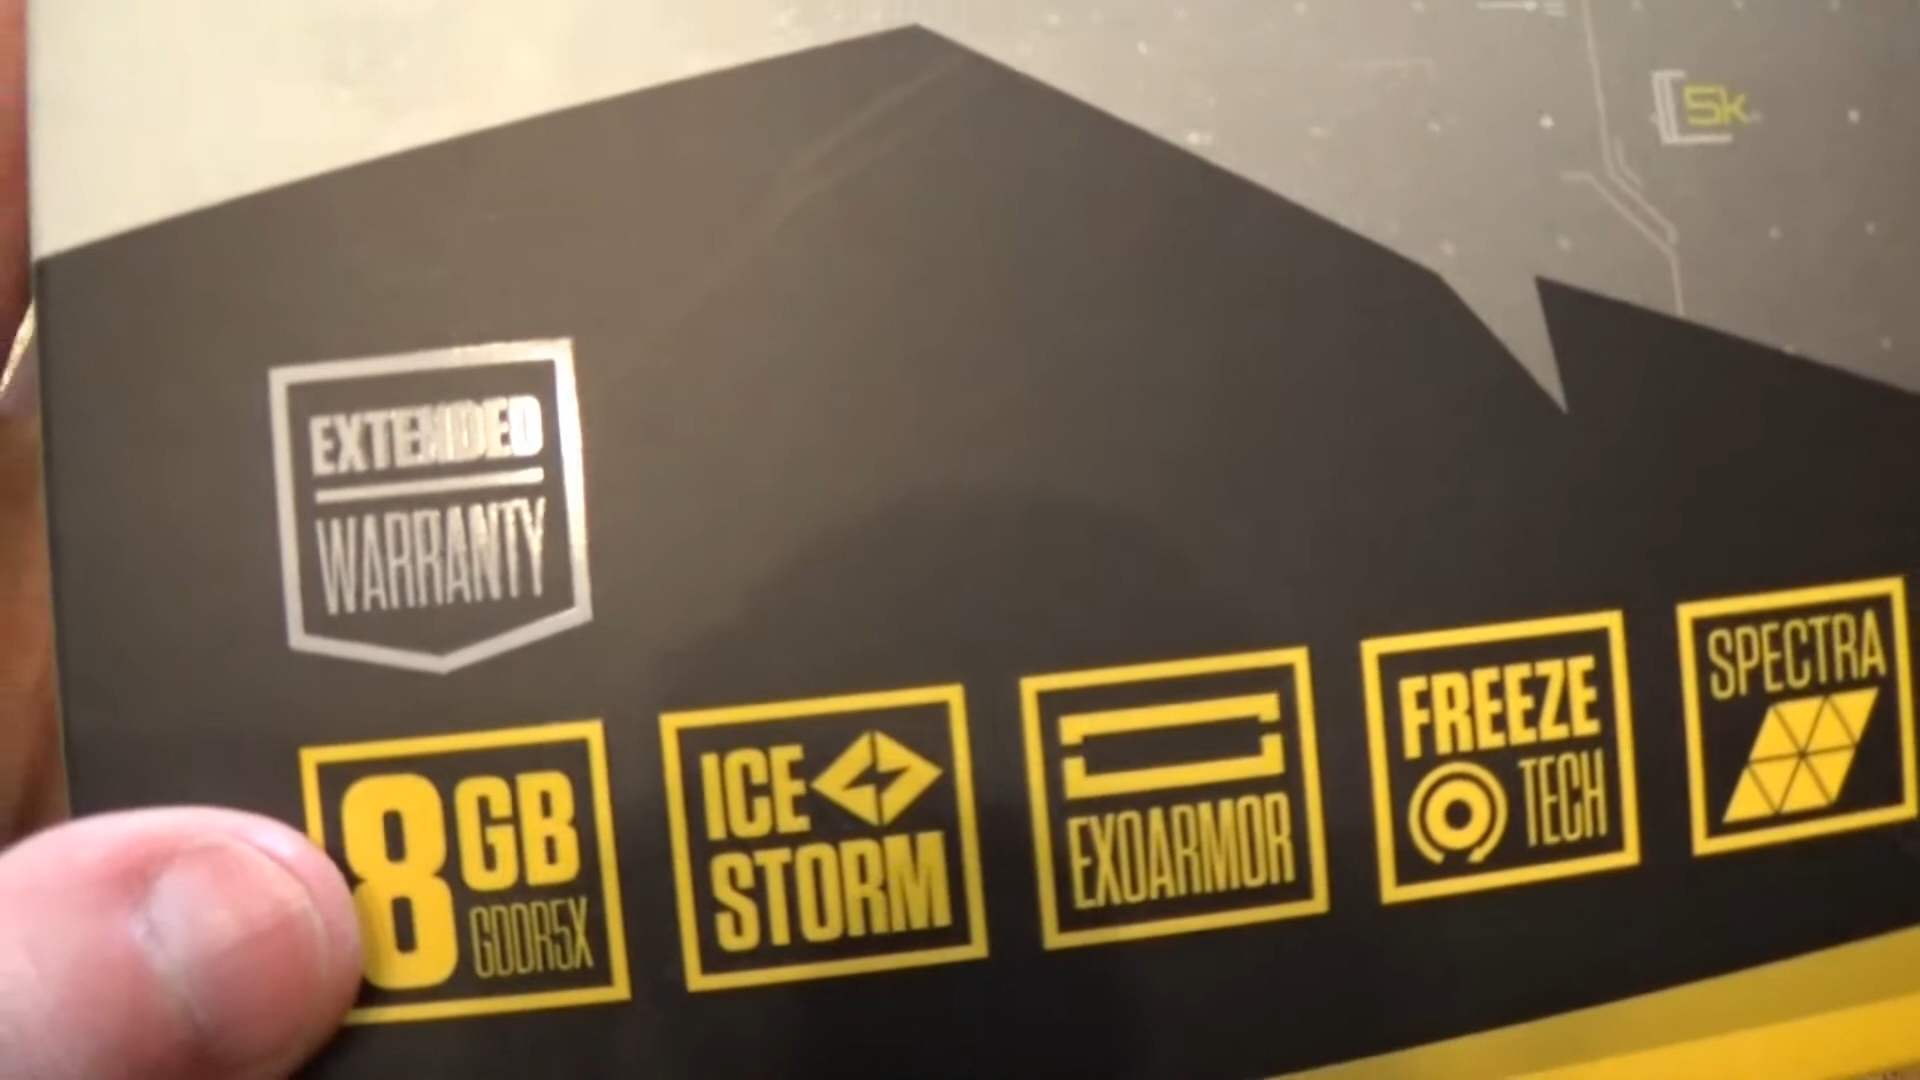 5k
EXTENDED
WARRANTY
8GB
GDDR5X
ICE
STORM
EXOARMOR
FREEZE
TECH
SPECTRA